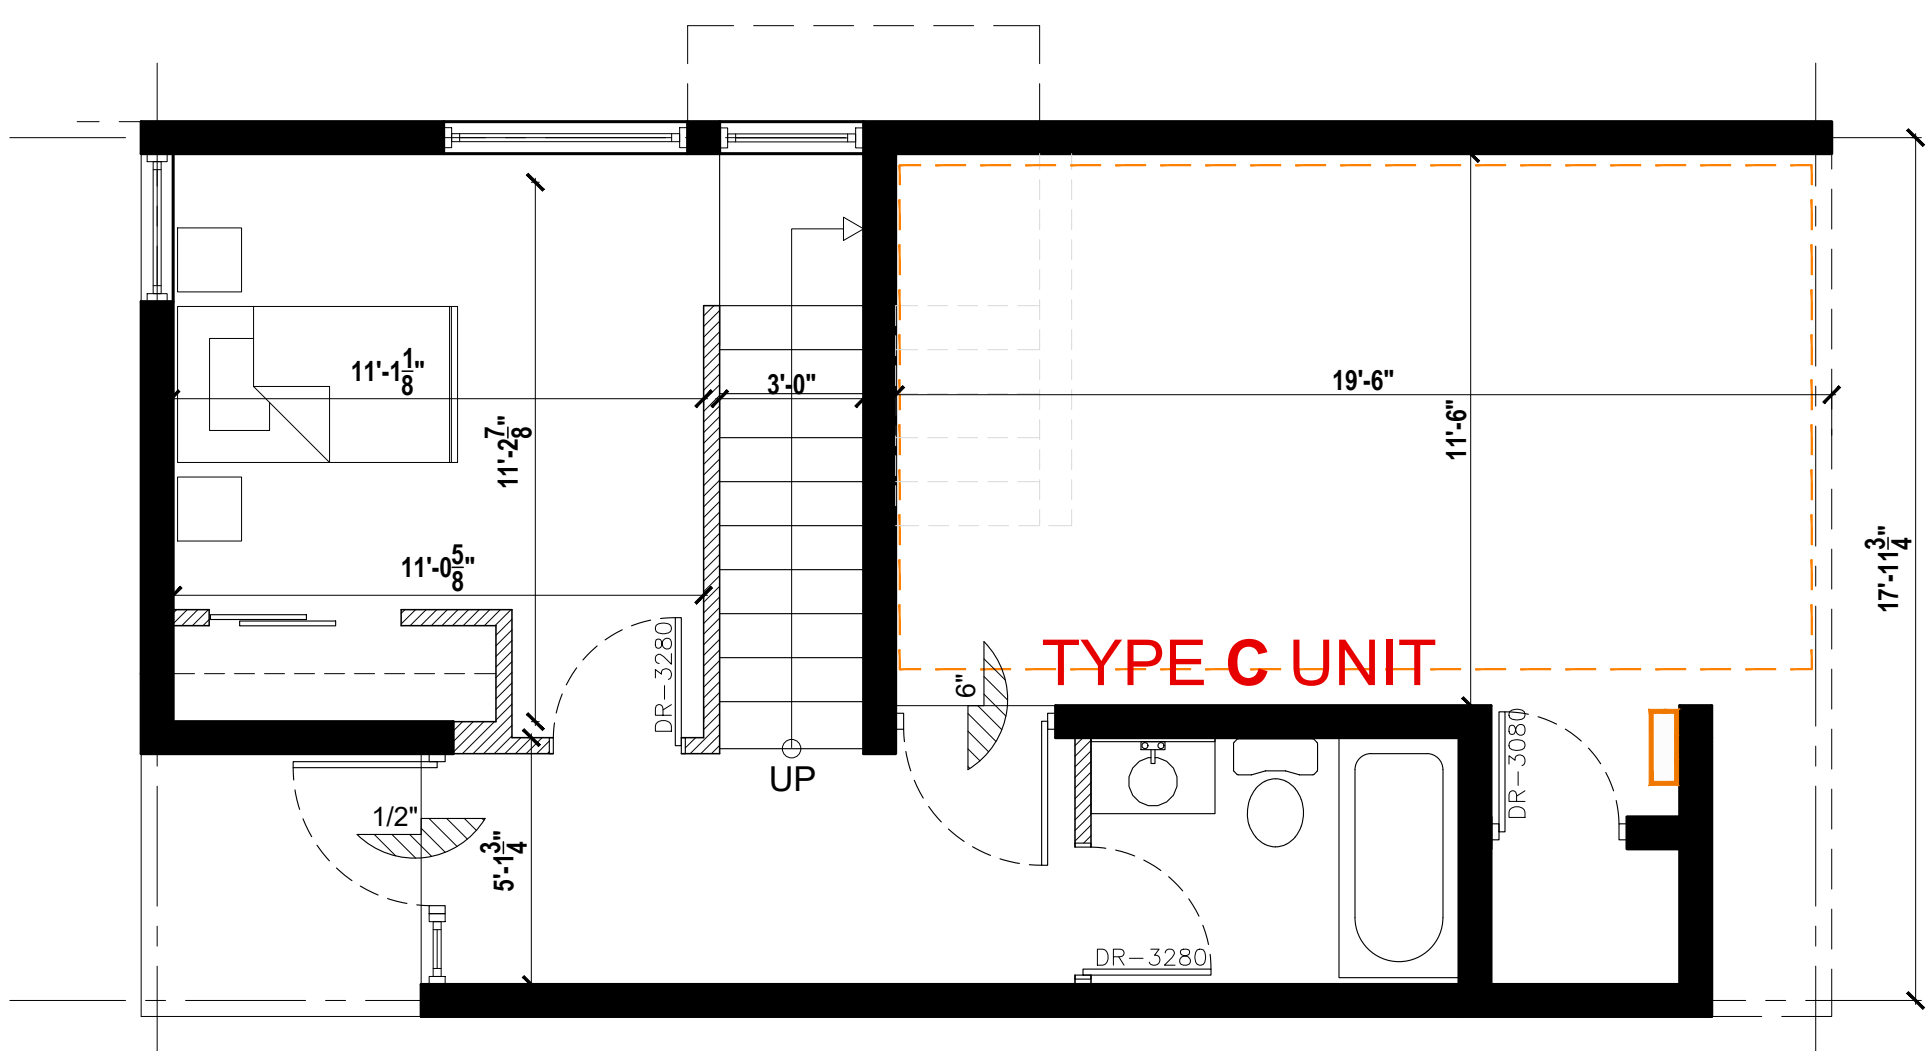 11'-1 1/8"
3'-0"
19'-6"
11'-6"
11'-2 7/8"
17'-11 3/4"
11'-0 5/8"
DR-3280
TYPE C UNIT
6"
DR-3080
UP
1/2"
5'-1 3/4"
DR-3280